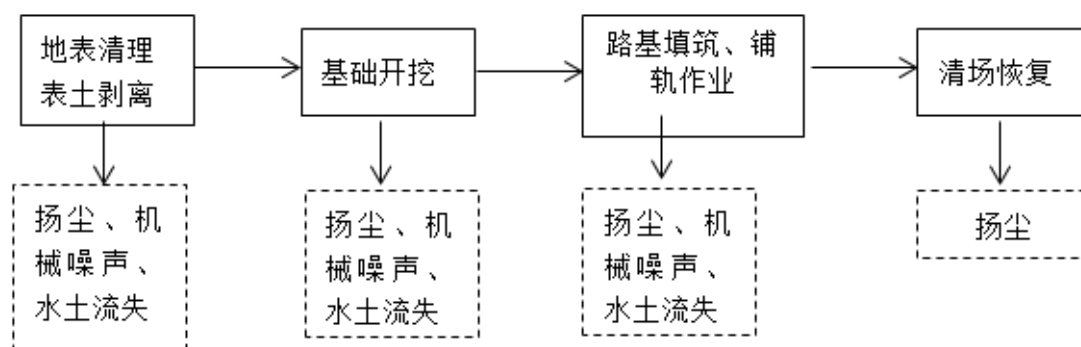 地表清理
表土剥离
基础开挖
路基填筑、铺
轨作业
清场恢复
扬尘、机
械噪声、
水土流失
扬尘、机
械噪声、
水土流失
扬尘、机
械噪声、
水土流失
扬尘